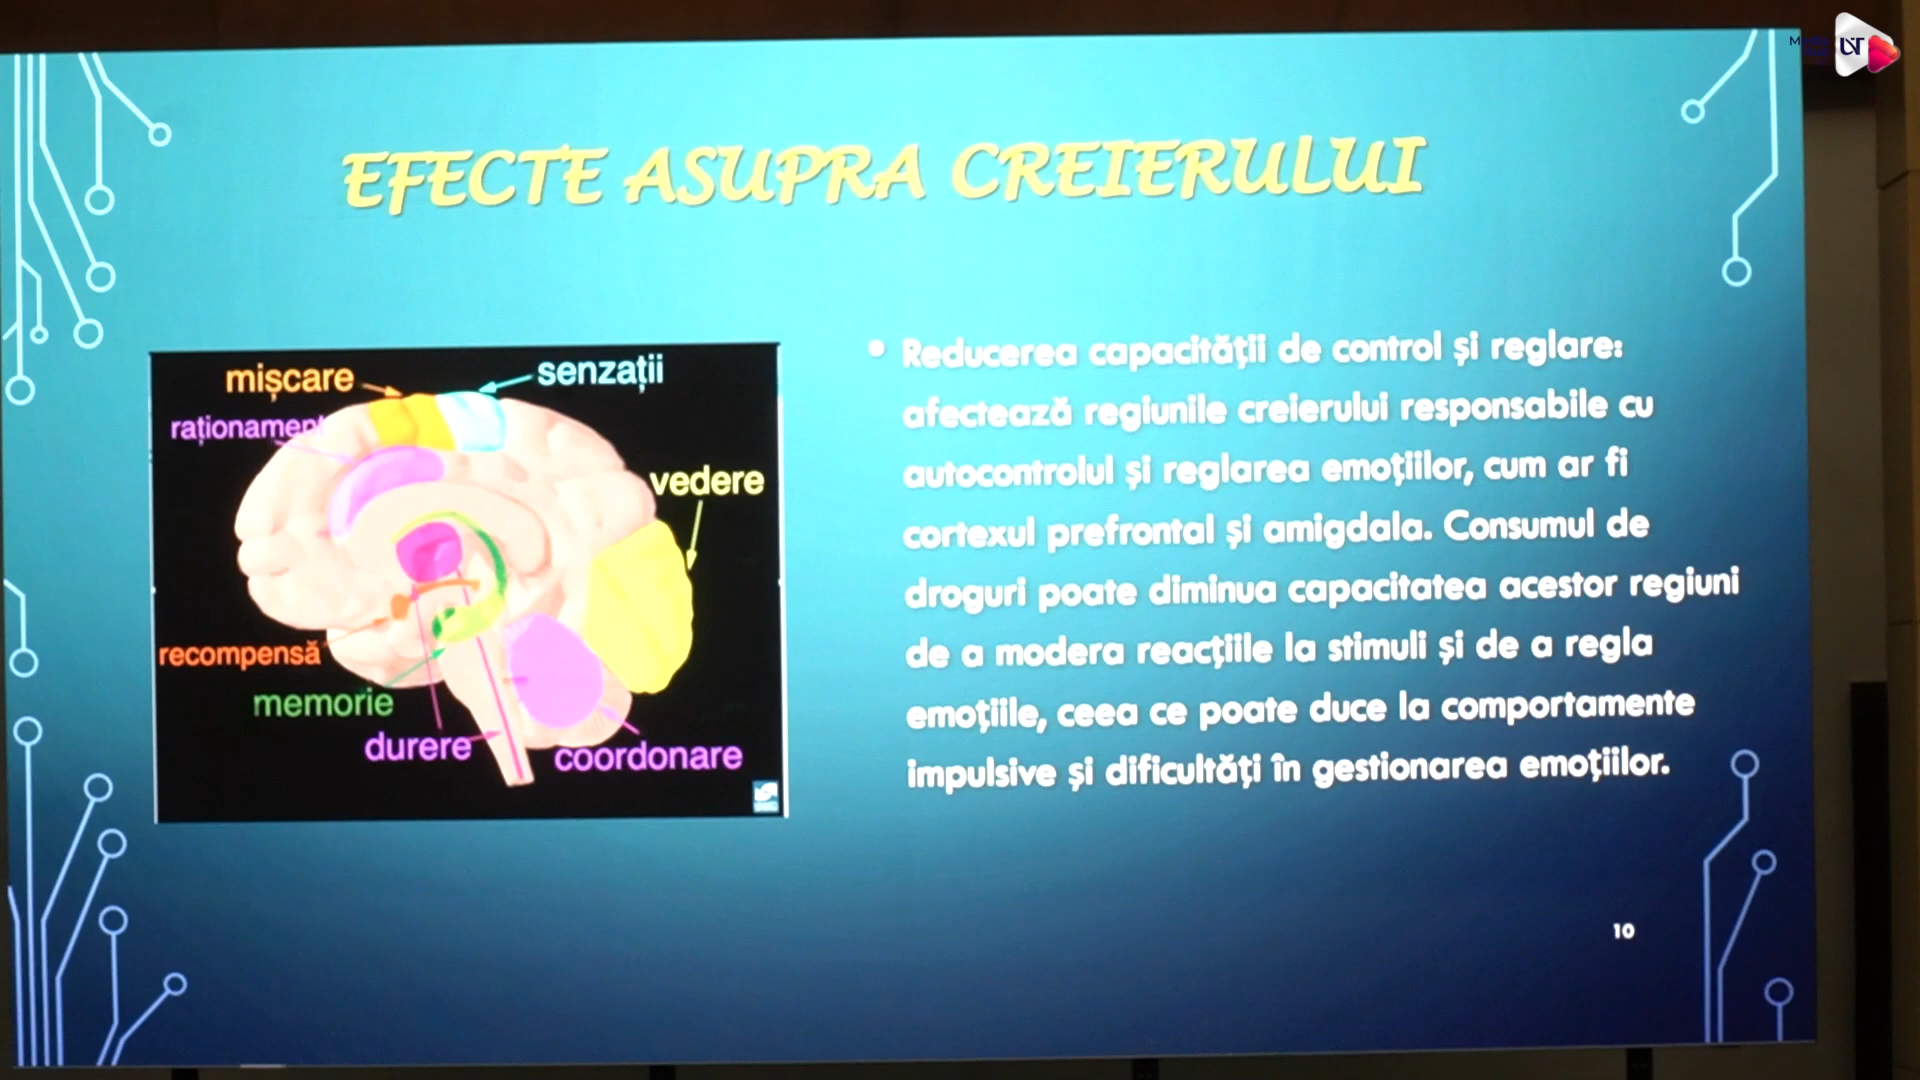 EFECTE ASUPRA CREIERULUI
mișcare
senzații
raționament
vedere
recompensă
memorie
durere
coordonare
• Reducerea capacității de control și reglare:
afectează regiunile creierului responsabile cu
autocontrolul și reglarea emoțiilor, cum ar fi
cortexul prefrontal și amigdala. Consumul de
droguri poate diminua capacitatea acestor regiuni
de a modera reacțiile la stimuli și de a regla
emoțiile, ceea ce poate duce la comportamente
impulsive și dificultăți în gestionarea emoțiilor.
10